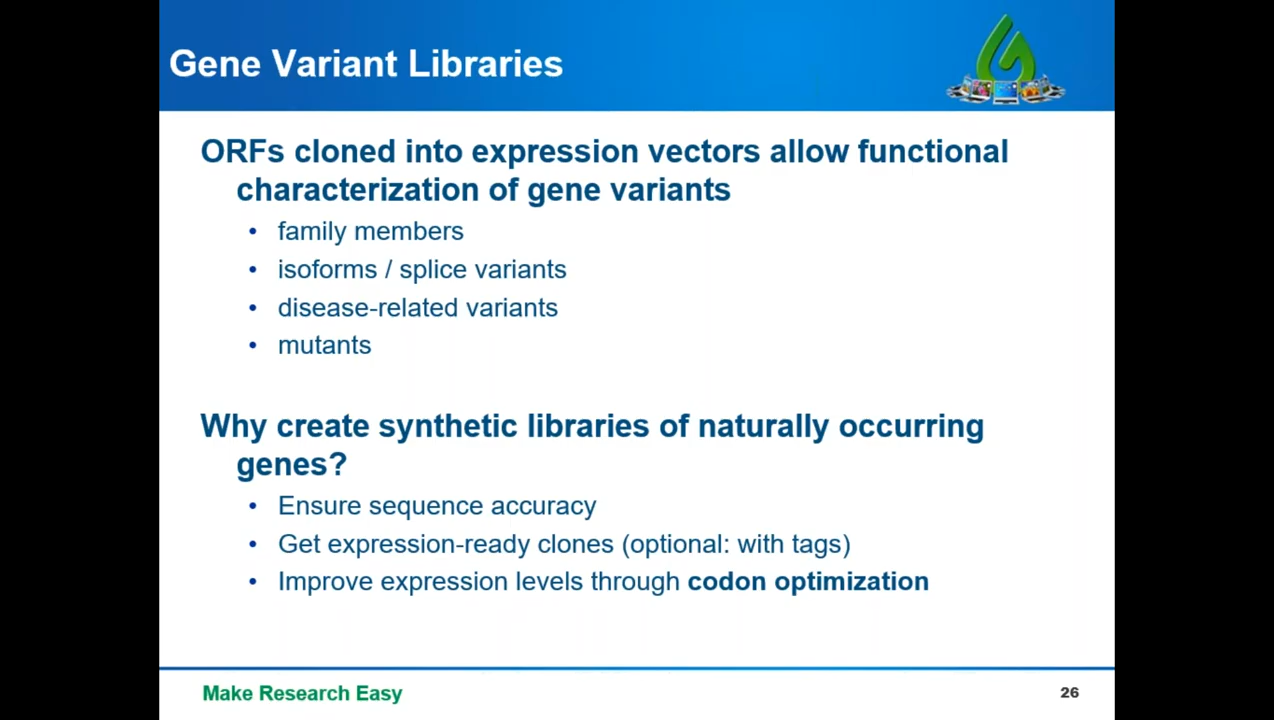 Gene Variant Libraries
ORFs cloned into expression vectors allow functional
characterization of gene variants
• family members
• isoforms / splice variants
• disease-related variants
• mutants
Why create synthetic libraries of naturally occurring
genes?
• Ensure sequence accuracy
• Get expression-ready clones (optional: with tags)
• Improve expression levels through codon optimization
Make Research Easy
26